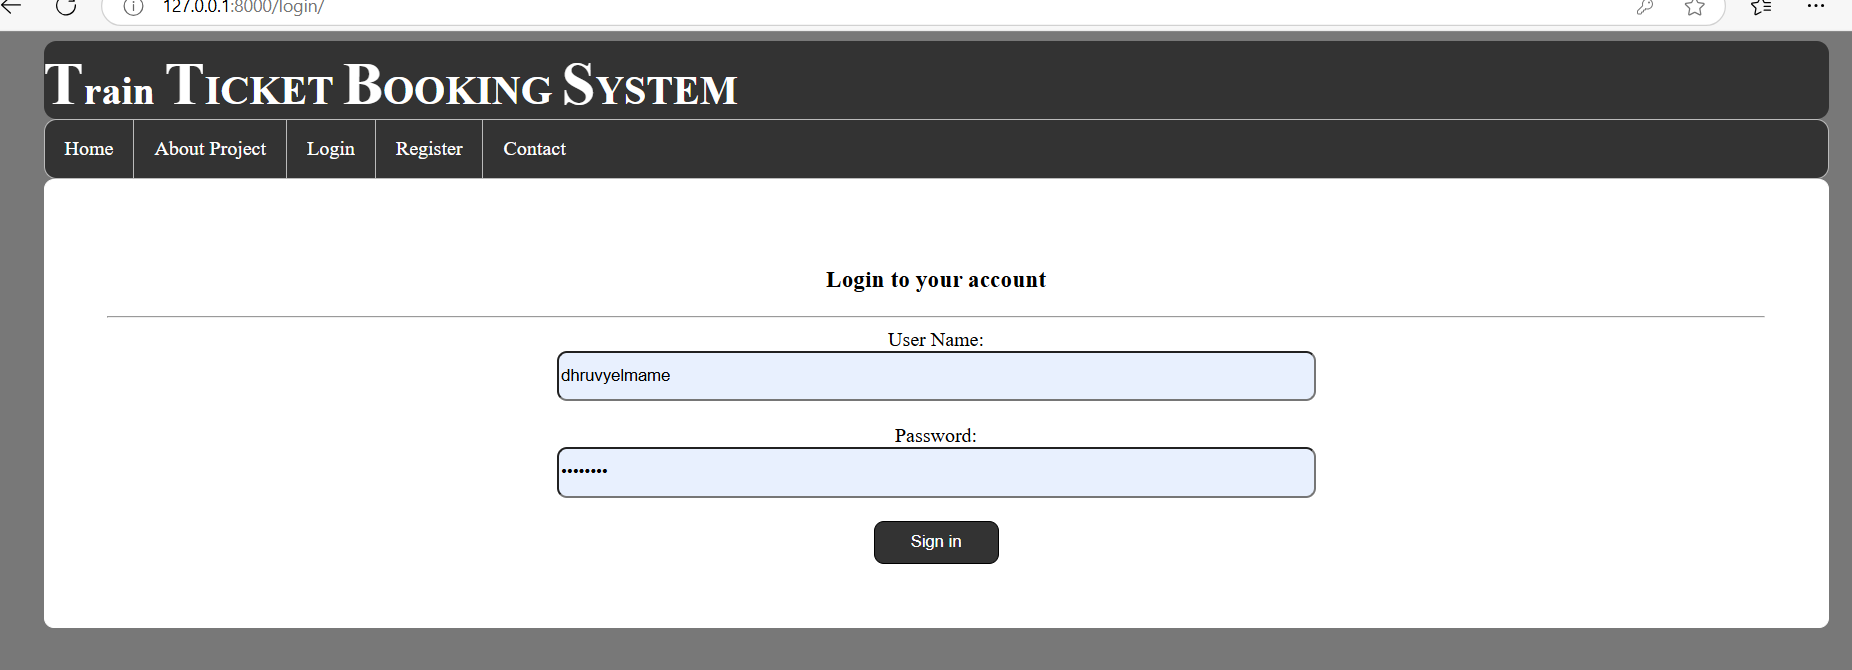 127.0.0.1:8000/login/
Train TICKET BOOKING SYSTEM
Home About Project Login Register Contact
Login to your account
User Name:
dhruvyelmame
Password:
••••••••
Sign in